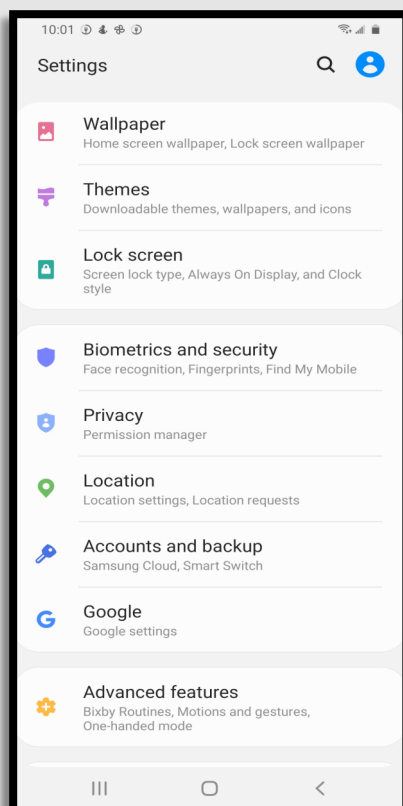 10:01
Settings
Wallpaper
Home screen wallpaper, Lock screen wallpaper
Themes
Downloadable themes, wallpapers, and icons
Lock screen
Screen lock type, Always On Display, and Clock
style
Biometrics and security
Face recognition, Fingerprints, Find My Mobile
Privacy
Permission manager
Location
Location settings, Location requests
Accounts and backup
Samsung Cloud, Smart Switch
Google
Google settings
Advanced features
Bixby Routines, Motions and gestures,
One-handed mode